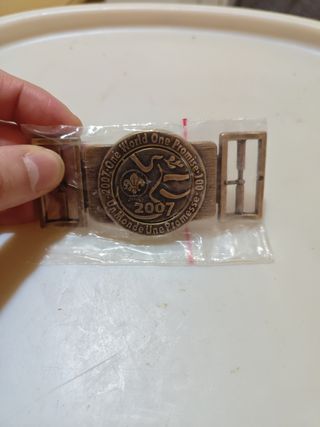 2007·One World One Promise·100
2007
Un Monde Une Promesse